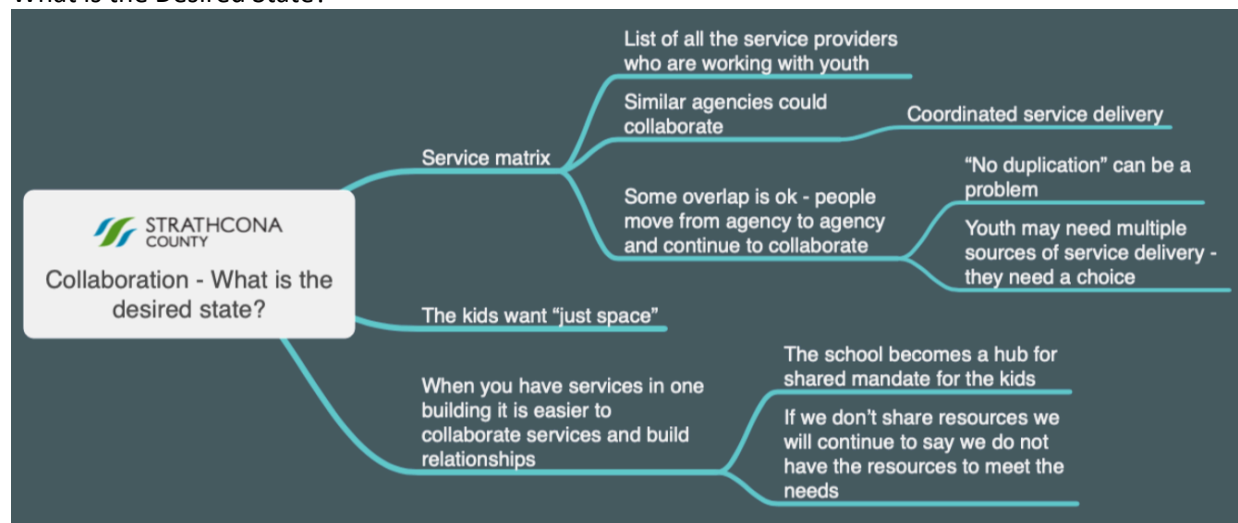 What is the Desired State?
List of all the service providers
who are working with youth
Similar agencies could
collaborate
Coordinated service delivery
Service matrix
“No duplication” can be a
problem
Some overlap is ok - people
move from agency to agency
and continue to collaborate
Youth may need multiple
sources of service delivery -
they need a choice
STRATHCONA
COUNTY
Collaboration - What is the
desired state?
The kids want “just space”
When you have services in one
building it is easier to
collaborate services and build
relationships
The school becomes a hub for
shared mandate for the kids
If we don’t share resources we
will continue to say we do not
have the resources to meet the
needs